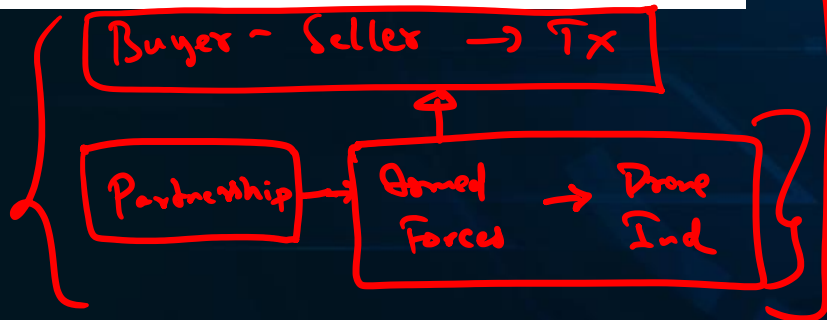 Buyer - Seller → Tx
Partnership → Armed Forces → Drone Ind